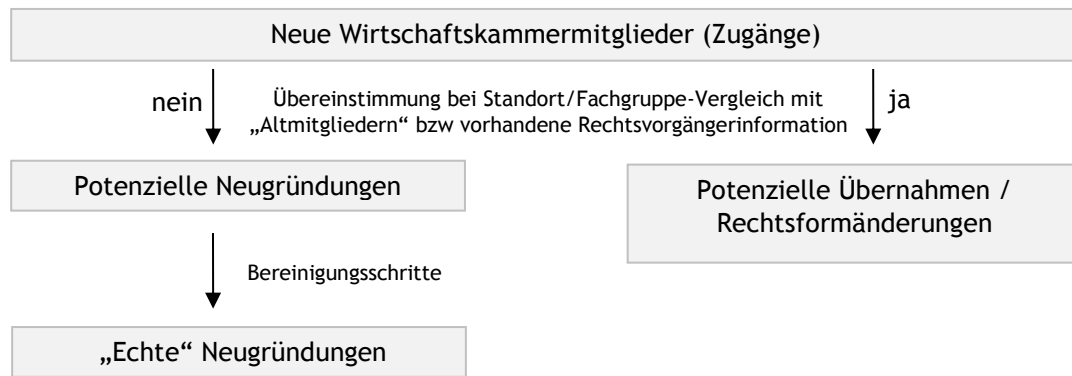 Neue Wirtschaftskammermitglieder (Zugänge)
nein
Übereinstimmung bei Standort/Fachgruppe-Vergleich mit
„Altmitgliedern“ bzw vorhandene Rechtsvorgängerinformation
ja
Potenzielle Neugründungen
Potenzielle Übernahmen /
Rechtsformänderungen
Bereinigungsschritte
„Echte“ Neugründungen